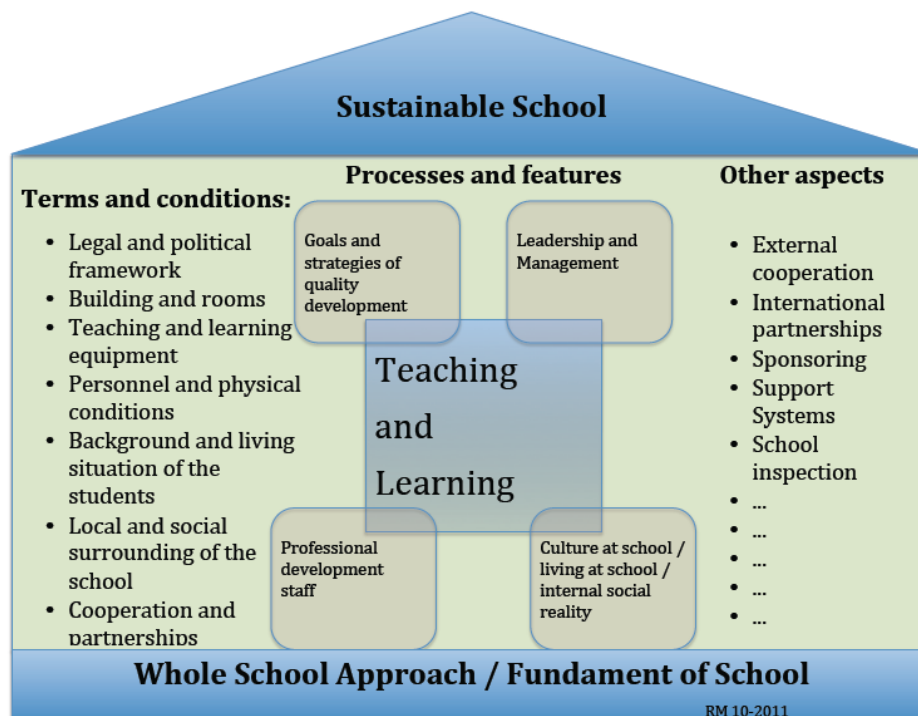 Sustainable School
Terms and conditions:
• Legal and political
framework
• Building and rooms
• Teaching and learning
equipment
• Personnel and physical
conditions
• Background and living
situation of the
students
• Local and social
surrounding of the
school
• Cooperation and
partnerships
Processes and features
Goals and
strategies of
quality
development
Leadership and
Management
Teaching
and
Learning
Professional
development
staff
Culture at school /
living at school /
internal social
reality
Other aspects
• External
cooperation
• International
partnerships
• Sponsoring
• Support
Systems
• School
inspection
• ...
• ...
• ...
• ...
• ...
Whole School Approach / Fundament of School
RM 10-2011